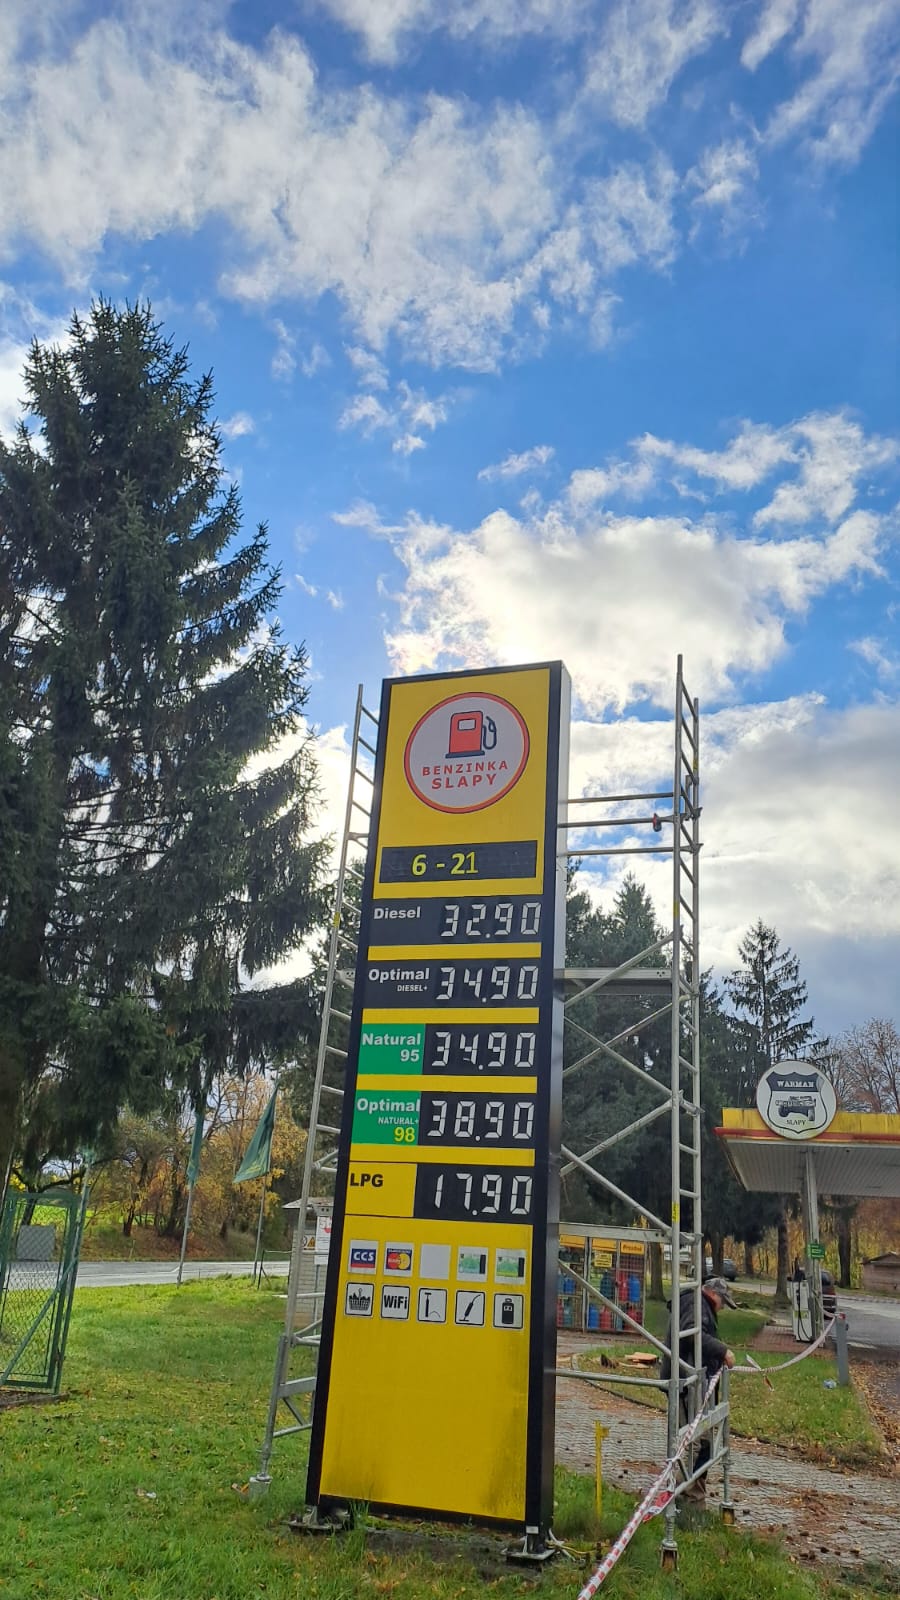 BENZINKA
SLAPY
6 - 21
Diesel 32.90
Optimal 34.90
DIESEL+
Natural 34.90
95
Optimal 38.90
NATURAL+
98
LPG 17.90
CCS
WiFi
WARMAN
SLAPY